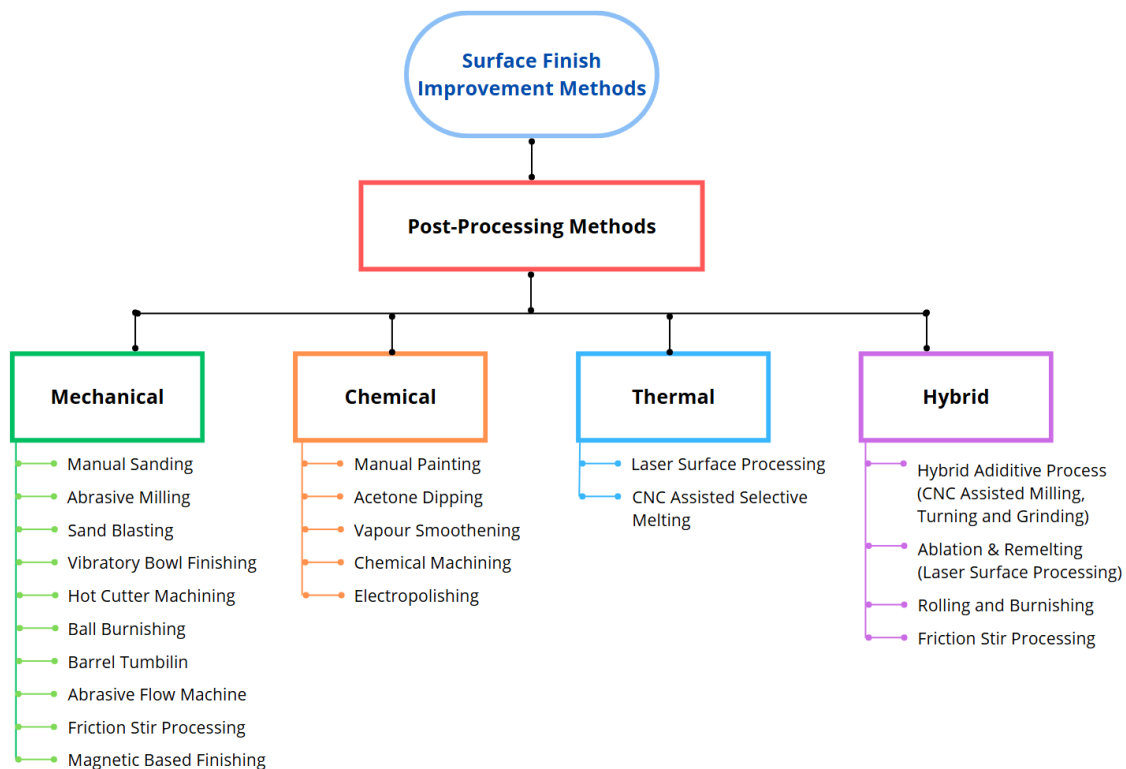 Surface Finish
Improvement Methods
Post-Processing Methods
Mechanical
Manual Sanding
Abrasive Milling
Sand Blasting
Vibratory Bowl Finishing
Hot Cutter Machining
Ball Burnishing
Barrel Tumbilin
Abrasive Flow Machine
Friction Stir Processing
Magnetic Based Finishing
Chemical
Manual Painting
Acetone Dipping
Vapour Smoothening
Chemical Machining
Electropolishing
Thermal
Laser Surface Processing
CNC Assisted Selective
Melting
Hybrid
Hybrid Adiditive Process
(CNC Assisted Milling,
Turning and Grinding)
Ablation & Remelting
(Laser Surface Processing)
Rolling and Burnishing
Friction Stir Processing